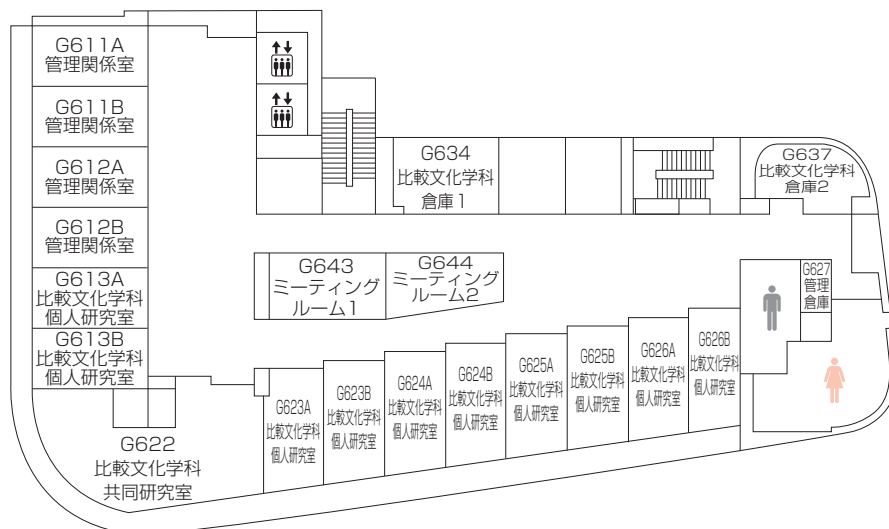 G611A
管理関係室
G611B
管理関係室
G612A
管理関係室
G612B
管理関係室
G613A
比較文化学科
個人研究室
G613B
比較文化学科
個人研究室
G622
比較文化学科
共同研究室
G634
比較文化学科
倉庫1
G637
比較文化学科
倉庫2
G643
ミーティング
ルーム1
G644
ミーティング
ルーム2
G627
管理
倉庫
G623A
比較文化学科
個人研究室
G623B
比較文化学科
個人研究室
G624A
比較文化学科
個人研究室
G624B
比較文化学科
個人研究室
G625A
比較文化学科
個人研究室
G625B
比較文化学科
個人研究室
G626A
比較文化学科
個人研究室
G626B
比較文化学科
個人研究室